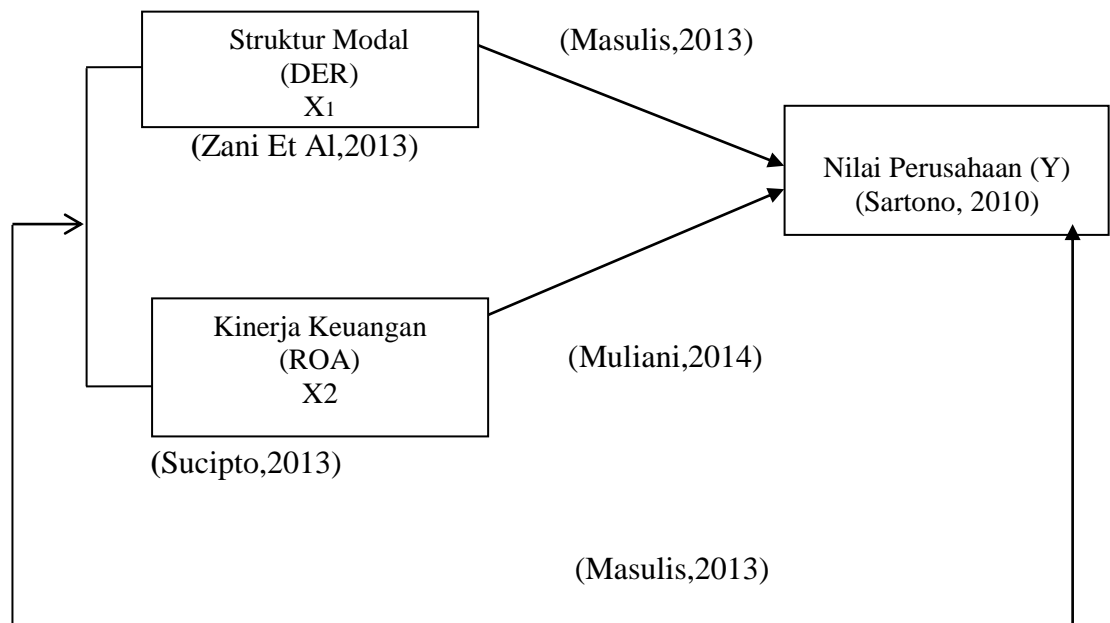 Struktur Modal
(DER)
X1
(Masulis,2013)
(Zani Et Al,2013)
Nilai Perusahaan (Y)
(Sartono, 2010)
Kinerja Keuangan
(ROA)
X2
(Muliani,2014)
(Sucipto,2013)
(Masulis,2013)